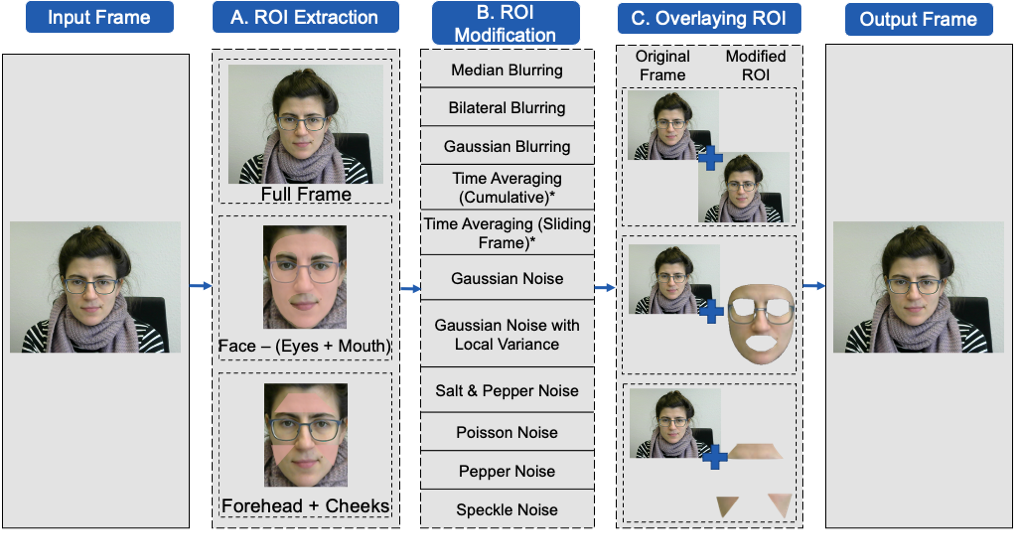 Input Frame
A. ROI Extraction
B. ROI
Modification
C. Overlaying ROI
Output Frame
Full Frame
Face – (Eyes + Mouth)
Forehead + Cheeks
Median Blurring
Bilateral Blurring
Gaussian Blurring
Time Averaging
(Cumulative)*
Time Averaging (Sliding
Frame)*
Gaussian Noise
Gaussian Noise with
Local Variance
Salt & Pepper Noise
Poisson Noise
Pepper Noise
Speckle Noise
Original
Frame
Modified
ROI